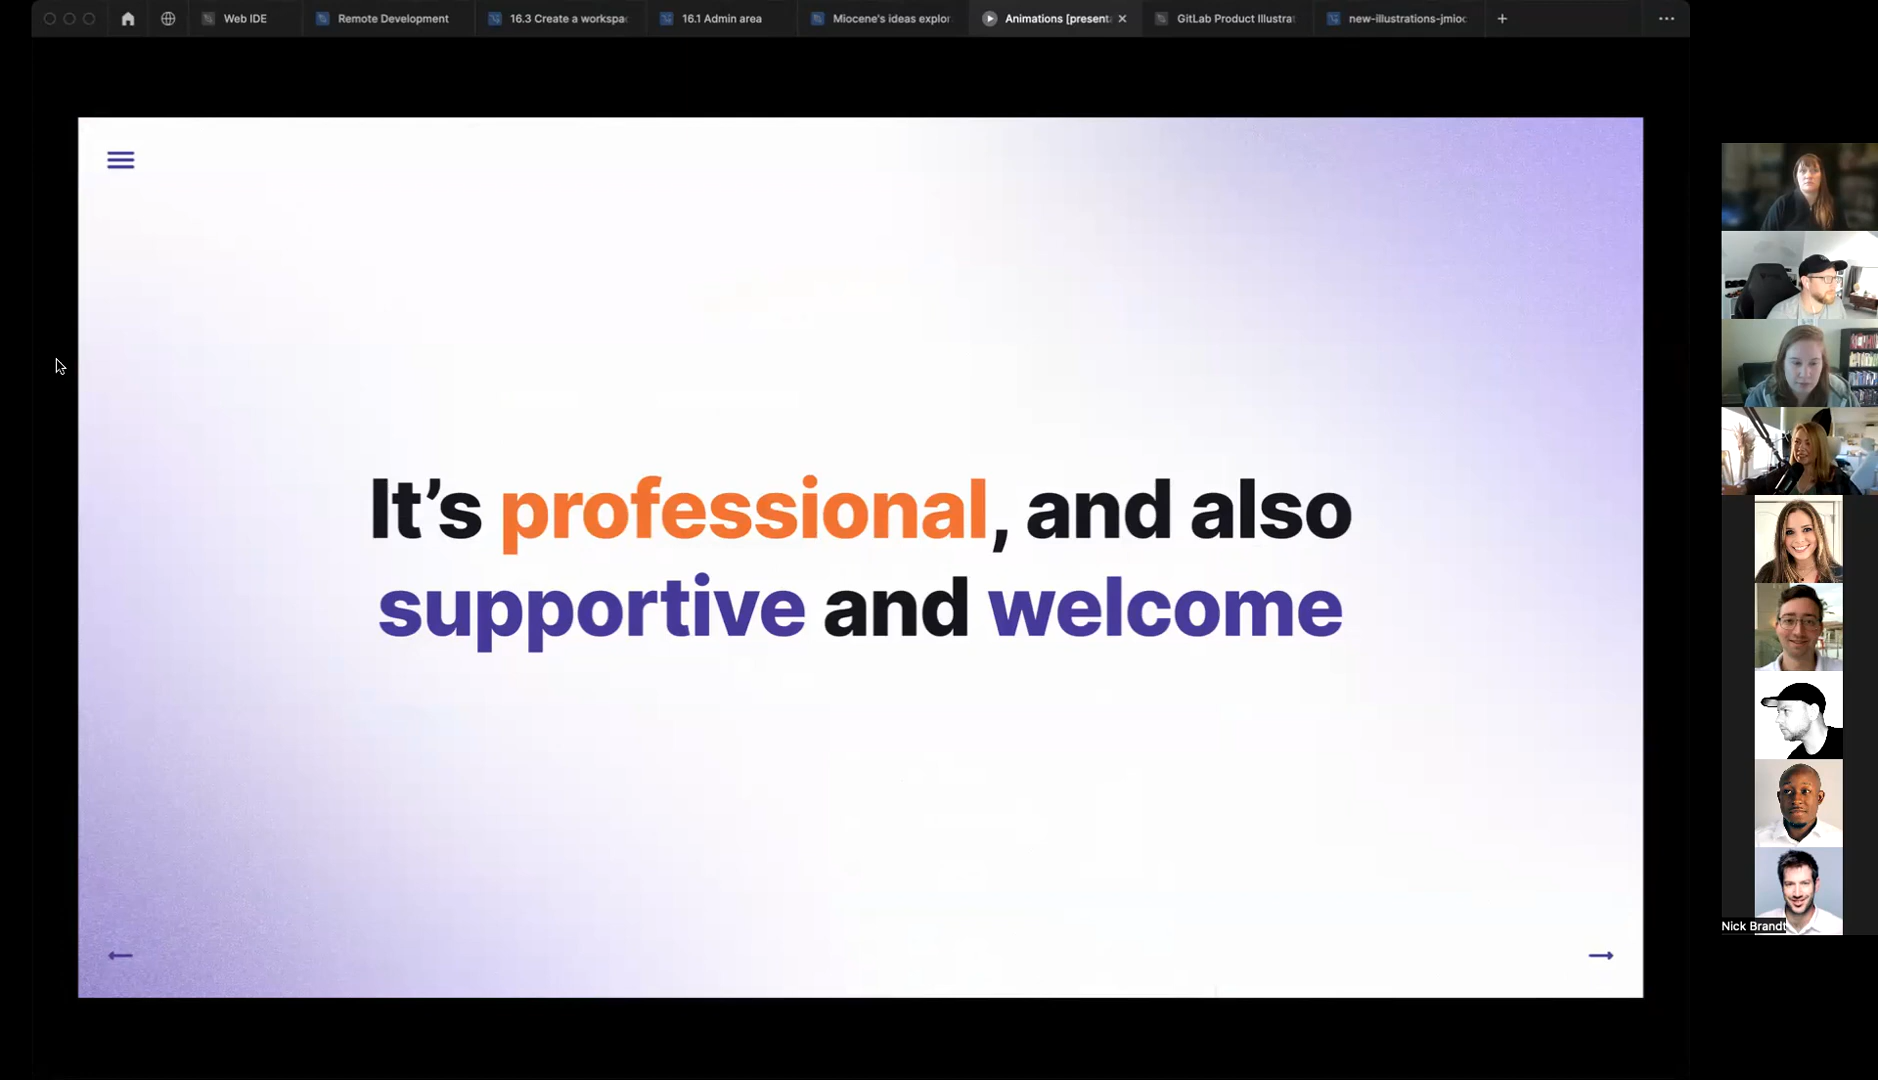 Web IDE
Remote Development
16.3 Create a workspa
16.1 Admin area
Miocene's ideas explor
Animations [present
GitLab Product Illustra
new-illustrations-jmioc
It’s professional, and also
supportive and welcome
Nick Brandt